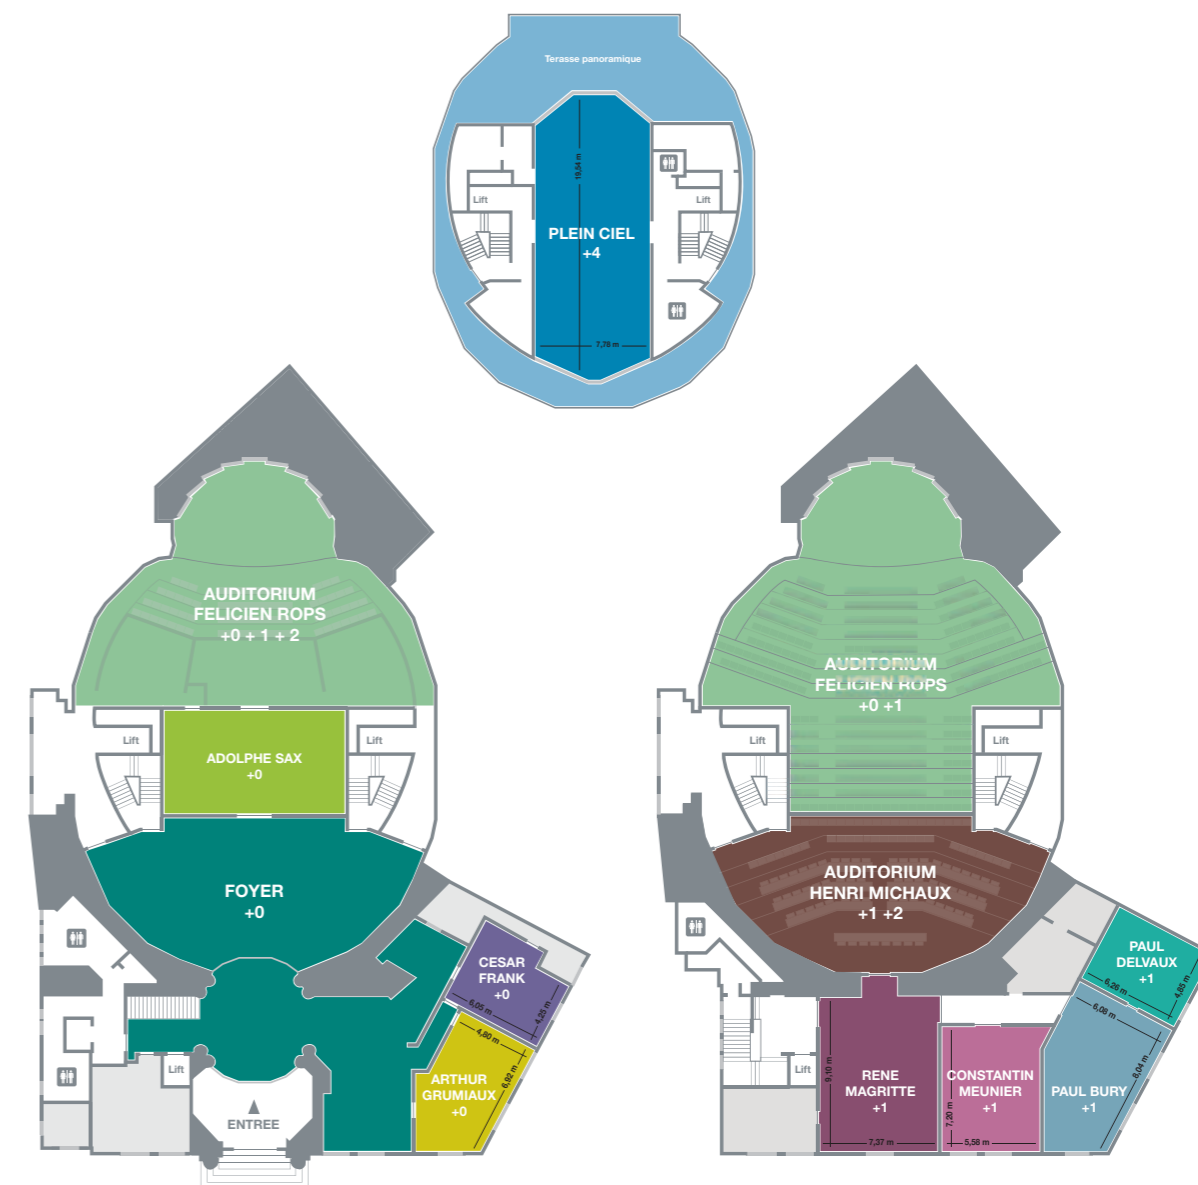 Terasse panoramique
19,54 m
Lift
Lift
PLEIN CIEL
+4
7,78 m
AUDITORIUM
FELICIEN ROPS
+0 + 1 + 2
Lift
Lift
ADOLPHE SAX
+0
FOYER
+0
CESAR
FRANK
+0
6,05 m
4,25 m
4,80 m
6,92 m
ARTHUR
GRUMIAUX
+0
Lift
ENTREE
AUDITORIUM
FELICIEN ROPS
+0 +1
Lift
Lift
AUDITORIUM
HENRI MICHAUX
+1 +2
PAUL
DELVAUX
+1
6,26 m
4,85 m
6,08 m
8,04 m
Lift
9,10 m
RENE
MAGRITTE
+1
7,37 m
CONSTANTIN
MEUNIER
+1
7,20 m
5,58 m
PAUL BURY
+1